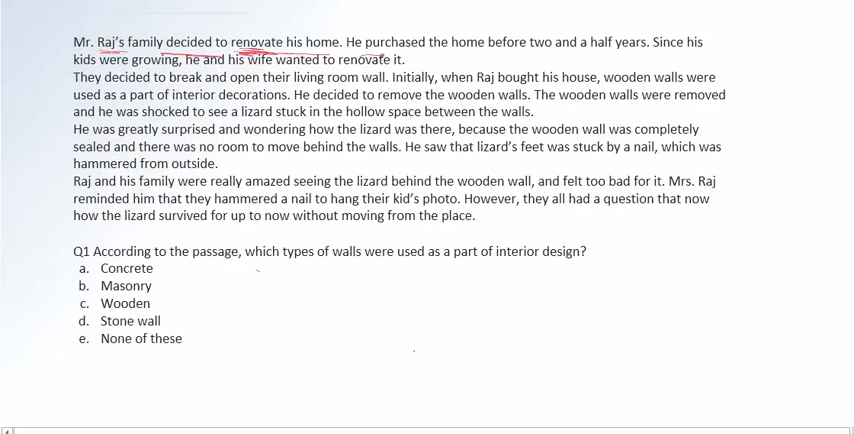 Mr. Raj's family decided to renovate his home. He purchased the home before two and a half years. Since his
kids were growing, he and his wife wanted to renovate it.
They decided to break and open their living room wall. Initially, when Raj bought his house, wooden walls were
used as a part of interior decorations. He decided to remove the wooden walls. The wooden walls were removed
and he was shocked to see a lizard stuck in the hollow space between the walls.
He was greatly surprised and wondering how the lizard was there, because the wooden wall was completely
sealed and there was no room to move behind the walls. He saw that lizard's feet was stuck by a nail, which was
hammered from outside.
Raj and his family were really amazed seeing the lizard behind the wooden wall, and felt too bad for it. Mrs. Raj
reminded him that they hammered a nail to hang their kid's photo. However, they all had a question that now
how the lizard survived for up to now without moving from the place.
Q1 According to the passage, which types of walls were used as a part of interior design?
a. Concrete
b. Masonry
c. Wooden
d. Stone wall
e. None of these